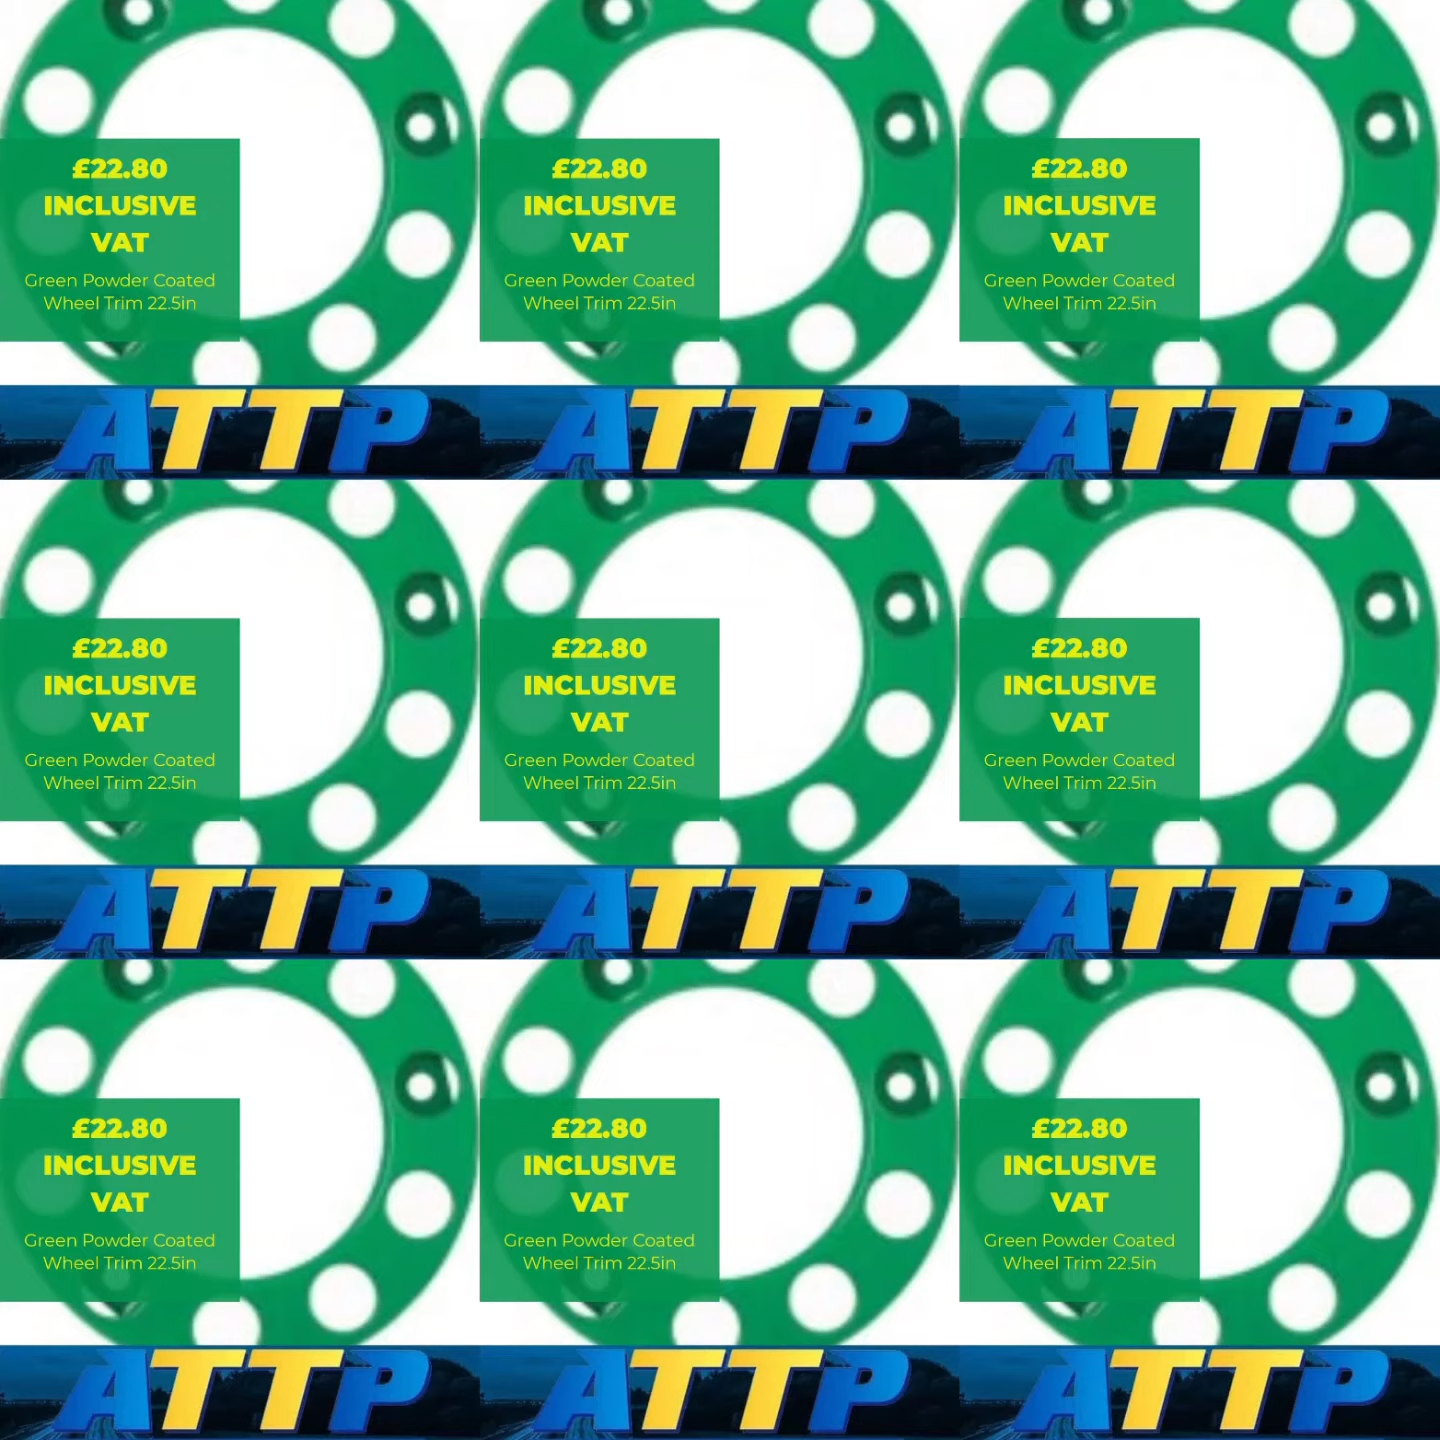 £22.80
£22.80
£22.80
INCLUSIVE
INCLUSIVE
INCLUSIVE
VAT
VAT
VAT
Green Powder Coated
Green Powder Coated
Green Powder Coated
Wheel Trim 22.5in
Wheel Trim 22.5in
Wheel Trim 22.5in
ATTP
ATTP
ATTP
£22.80
£22.80
£22.80
INCLUSIVE
INCLUSIVE
INCLUSIVE
VAT
VAT
VAT
Green Powder Coated
Green Powder Coated
Green Powder Coated
Wheel Trim 22.5in
Wheel Trim 22.5in
Wheel Trim 22.5in
ATTP
ATTP
ATTP
£22.80
£22.80
£22.80
INCLUSIVE
INCLUSIVE
INCLUSIVE
VAT
VAT
VAT
Green Powder Coated
Green Powder Coated
Green Powder Coated
Wheel Trim 22.5in
Wheel Trim 22.5in
Wheel Trim 22.5in
ATTP
ATTP
ATTP